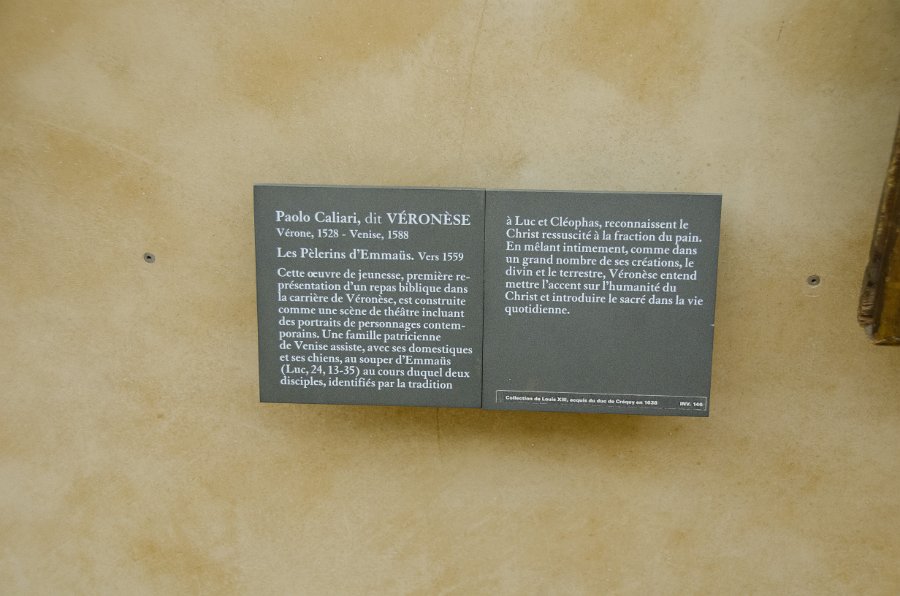 Paolo Caliari, dit VÉRONÈSE
Vérone, 1528 - Venise, 1588
Les Pèlerins d'Emmaüs. Vers 1559
Cette œuvre de jeunesse, première re-
présentation d'un repas biblique dans
la carrière de Véronèse, est construite
comme une scène de théâtre incluant
des portraits de personnages contem-
porains. Une famille patricienne
de Venise assiste, avec ses domestiques
et ses chiens, au souper d'Emmaüs
(Luc, 24, 13-35) au cours duquel deux
disciples, identifiés par la tradition
à Luc et Cléophas, reconnaissent le
Christ ressuscité à la fraction du pain.
En mêlant intimement, comme dans
un grand nombre de ses créations, le
divin et le terrestre, Véronèse entend
mettre l'accent sur l'humanité du
Christ et introduire le sacré dans la vie
quotidienne.
Collection de Louis XIII, acquis du duc de Créquy en 1638 INV. 146